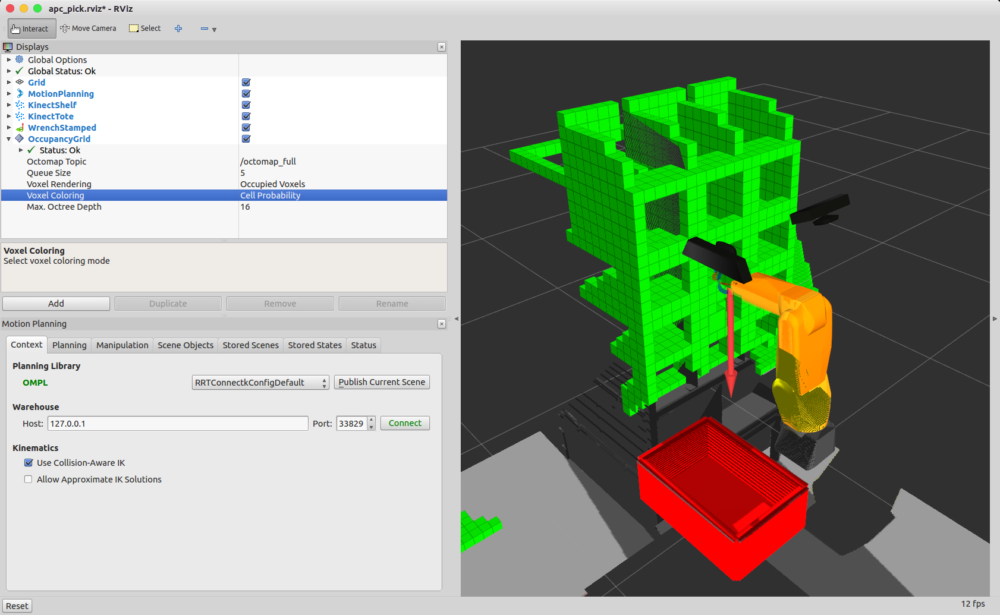 apc_pick.rviz* - RViz
Interact Move Camera Select
Displays
Global Options
Global Status: Ok
Grid
MotionPlanning
KinectShelf
KinectTote
WrenchStamped
OccupancyGrid
Status: Ok
Octomap Topic /octomap_full
Queue Size 5
Voxel Rendering Occupied Voxels
Voxel Coloring Cell Probability
Max. Octree Depth 16
Voxel Coloring
Select voxel coloring mode
Add Duplicate Remove Rename
Motion Planning
Context Planning Manipulation Scene Objects Stored Scenes Stored States Status
Planning Library
OMPL RRTConnectkConfigDefault Publish Current Scene
Warehouse
Host: 127.0.0.1 Port: 33829 Connect
Kinematics
Use Collision-Aware IK
Allow Approximate IK Solutions
Reset 12 fps